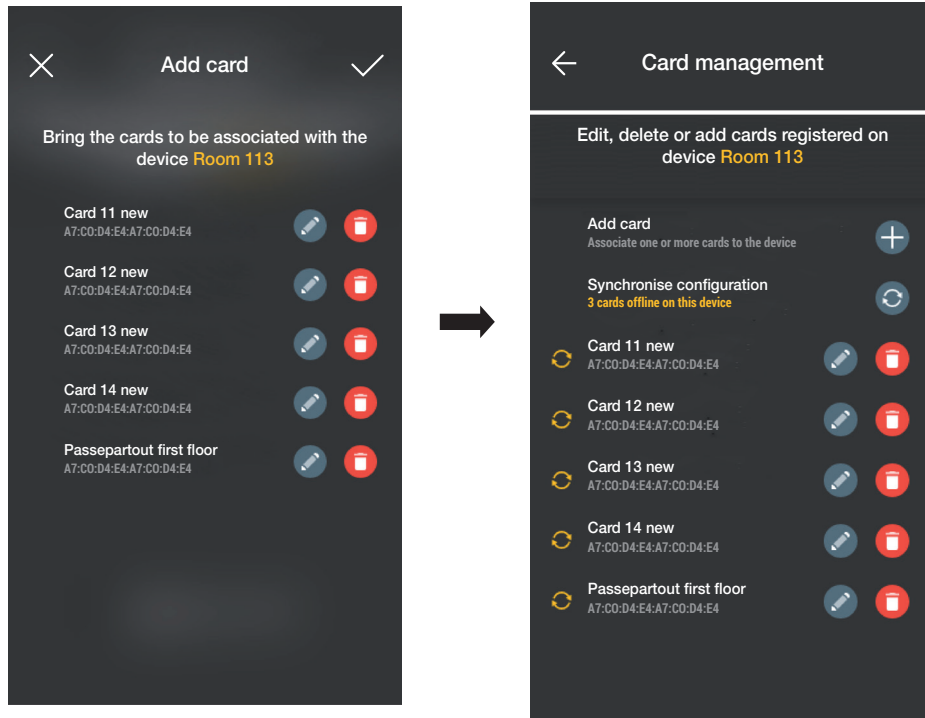 Add card
Bring the cards to be associated with the
device Room 113
Card 11 new
A7:C0:D4:E4:A7:C0:D4:E4
Card 12 new
A7:C0:D4:E4:A7:C0:D4:E4
Card 13 new
A7:C0:D4:E4:A7:C0:D4:E4
Card 14 new
A7:C0:D4:E4:A7:C0:D4:E4
Passepartout first floor
A7:C0:D4:E4:A7:C0:D4:E4
Card management
Edit, delete or add cards registered on
device Room 113
Add card
Associate one or more cards to the device
Synchronise configuration
3 cards offline on this device
Card 11 new
A7:C0:D4:E4:A7:C0:D4:E4
Card 12 new
A7:C0:D4:E4:A7:C0:D4:E4
Card 13 new
A7:C0:D4:E4:A7:C0:D4:E4
Card 14 new
A7:C0:D4:E4:A7:C0:D4:E4
Passepartout first floor
A7:C0:D4:E4:A7:C0:D4:E4